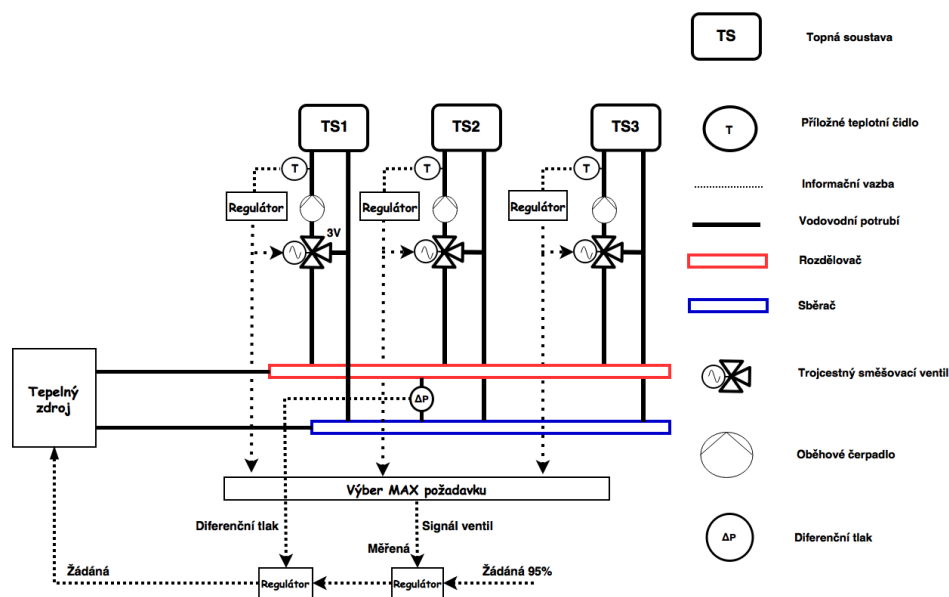 TS
Topná soustava
TS1
TS2
TS3
T
Příložné teplotní čidlo
T
T
T
Informační vazba
Regulátor
Regulátor
Regulátor
Vodovodní potrubí
3V
Rozdělovač
Sběrač
Tepelný
zdroj
Trojcestný směšovací ventil
ΔP
Oběhové čerpadlo
Výber MAX požadavku
Diferenční tlak
Signál ventil
Měřená
ΔP
Diferenční tlak
Žádáná
Regulátor
Regulátor
Žádáná 95%